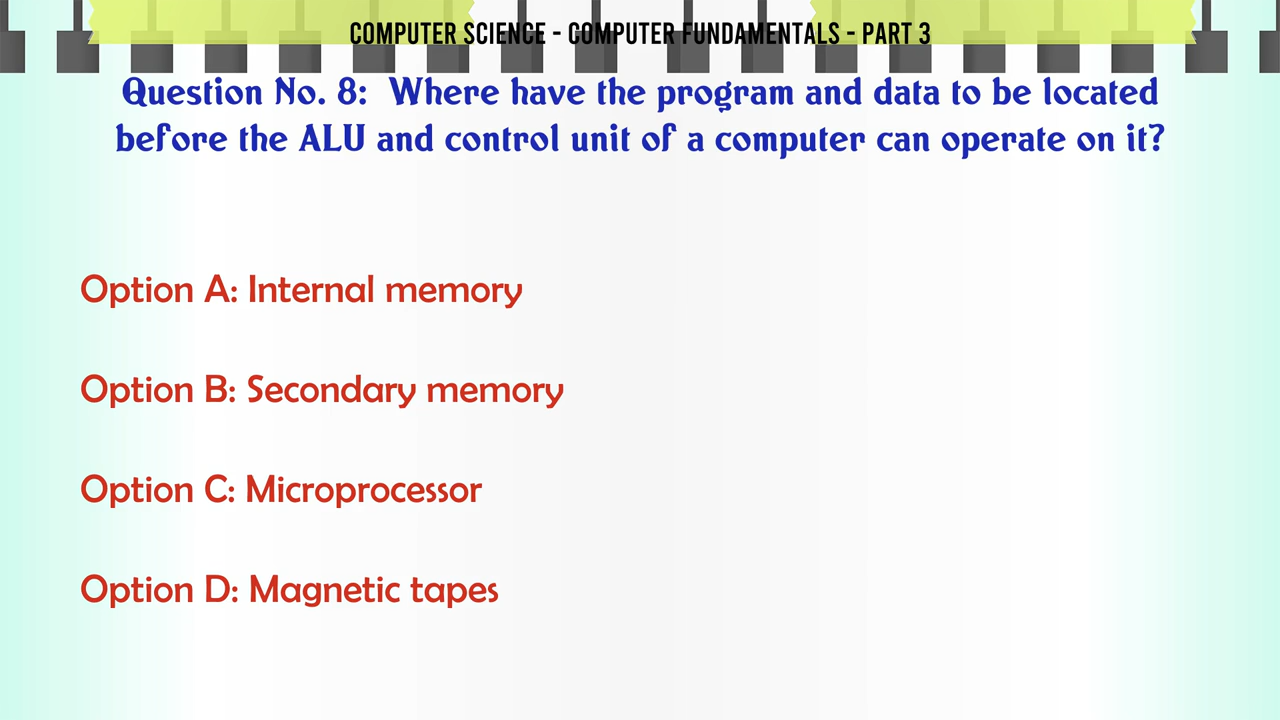 COMPUTER SCIENCE - COMPUTER FUNDAMENTALS - PART 3
Question No. 8: Where have the program and data to be located
before the ALU and control unit of a computer can operate on it?
Option A: Internal memory
Option B: Secondary memory
Option C: Microprocessor
Option D: Magnetic tapes